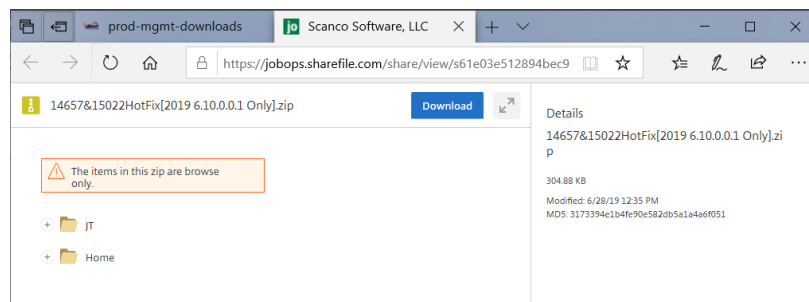 prod-mgmt-downloads
jo Scanco Software, LLC
https://jobops.sharefile.com/share/view/s61e03e512894bec9
14657&15022HotFix[2019 6.10.0.0.1 Only].zip
Download
The items in this zip are browse
only.
JT
Home
Details
14657&15022HotFix[2019 6.10.0.0.1 Only].zi
p
304.88 KB
Modified: 6/28/19 12:35 PM
MD5: 3173394e1b4fe90e582db5a1a4a6f051